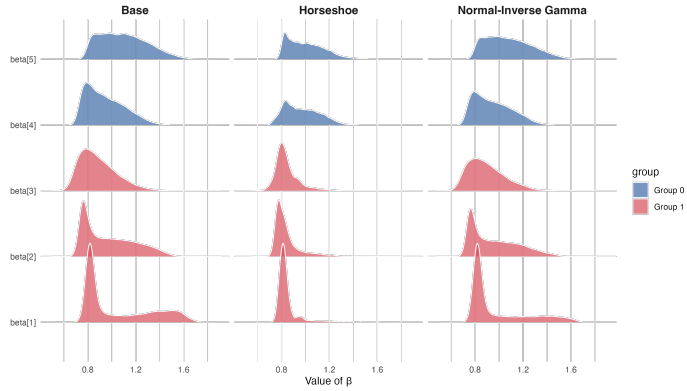 Base Horseshoe Normal-Inverse Gamma
beta[5]
beta[4]
beta[3]
beta[2]
beta[1]
0.8 1.2 1.6 0.8 1.2 1.6 0.8 1.2 1.6
Value of β
group
Group 0
Group 1